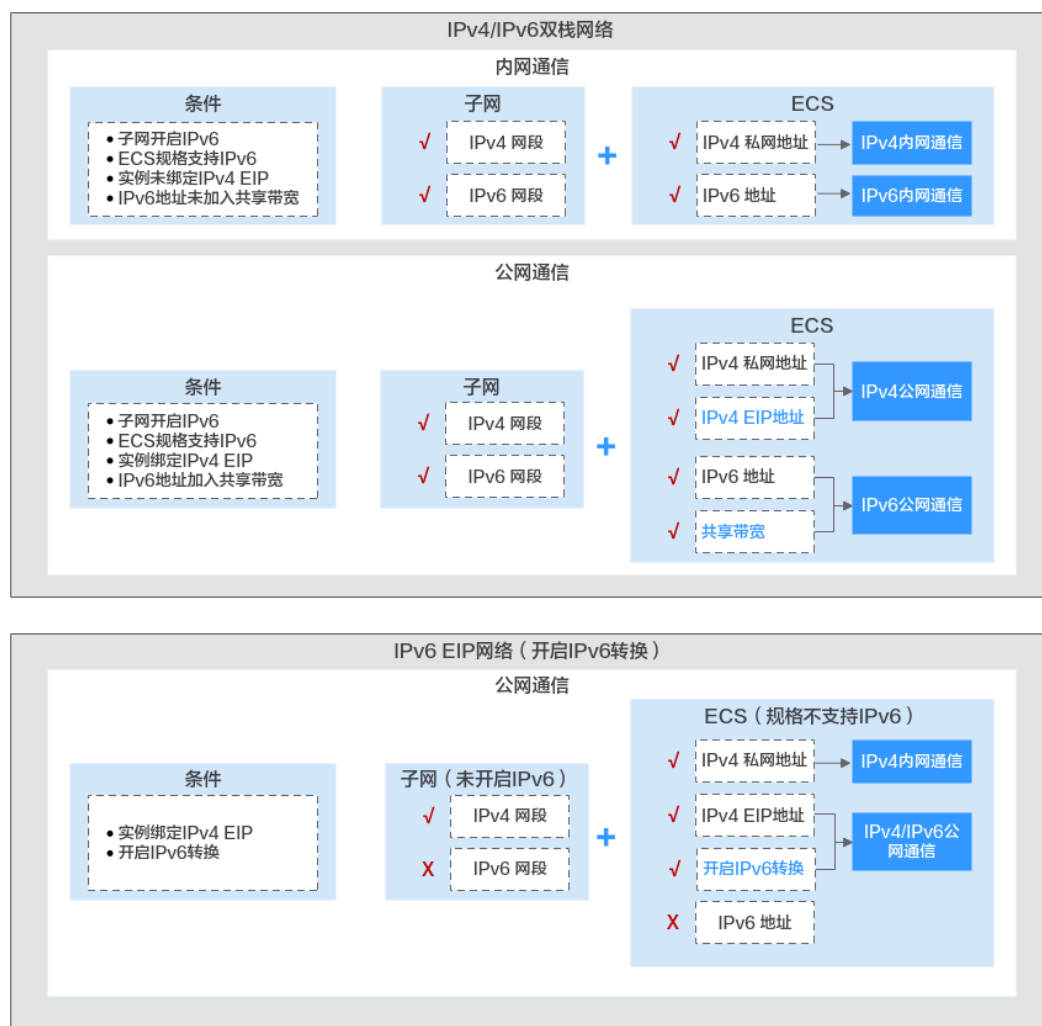 IPv4/IPv6双栈网络
内网通信
条件
• 子网开启IPv6
• ECS规格支持IPv6
• 实例未绑定IPv4 EIP
• IPv6地址未加入共享带宽
子网
√ IPv4 网段
√ IPv6 网段
+
ECS
√ IPv4 私网地址
IPv4内网通信
√ IPv6 地址
IPv6内网通信
公网通信
条件
• 子网开启IPv6
• ECS规格支持IPv6
• 实例绑定IPv4 EIP
• IPv6地址加入共享带宽
子网
√ IPv4 网段
√ IPv6 网段
+
ECS
√ IPv4 私网地址
√ IPv4 EIP地址
IPv4公网通信
√ IPv6 地址
√ 共享带宽
IPv6公网通信
IPv6 EIP网络（开启IPv6转换）
公网通信
条件
• 实例绑定IPv4 EIP
• 开启IPv6转换
子网（未开启IPv6）
√ IPv4 网段
X IPv6 网段
+
ECS（规格不支持IPv6）
√ IPv4 私网地址
IPv4内网通信
√ IPv4 EIP地址
√ 开启IPv6转换
IPv4/IPv6公
网通信
X IPv6 地址